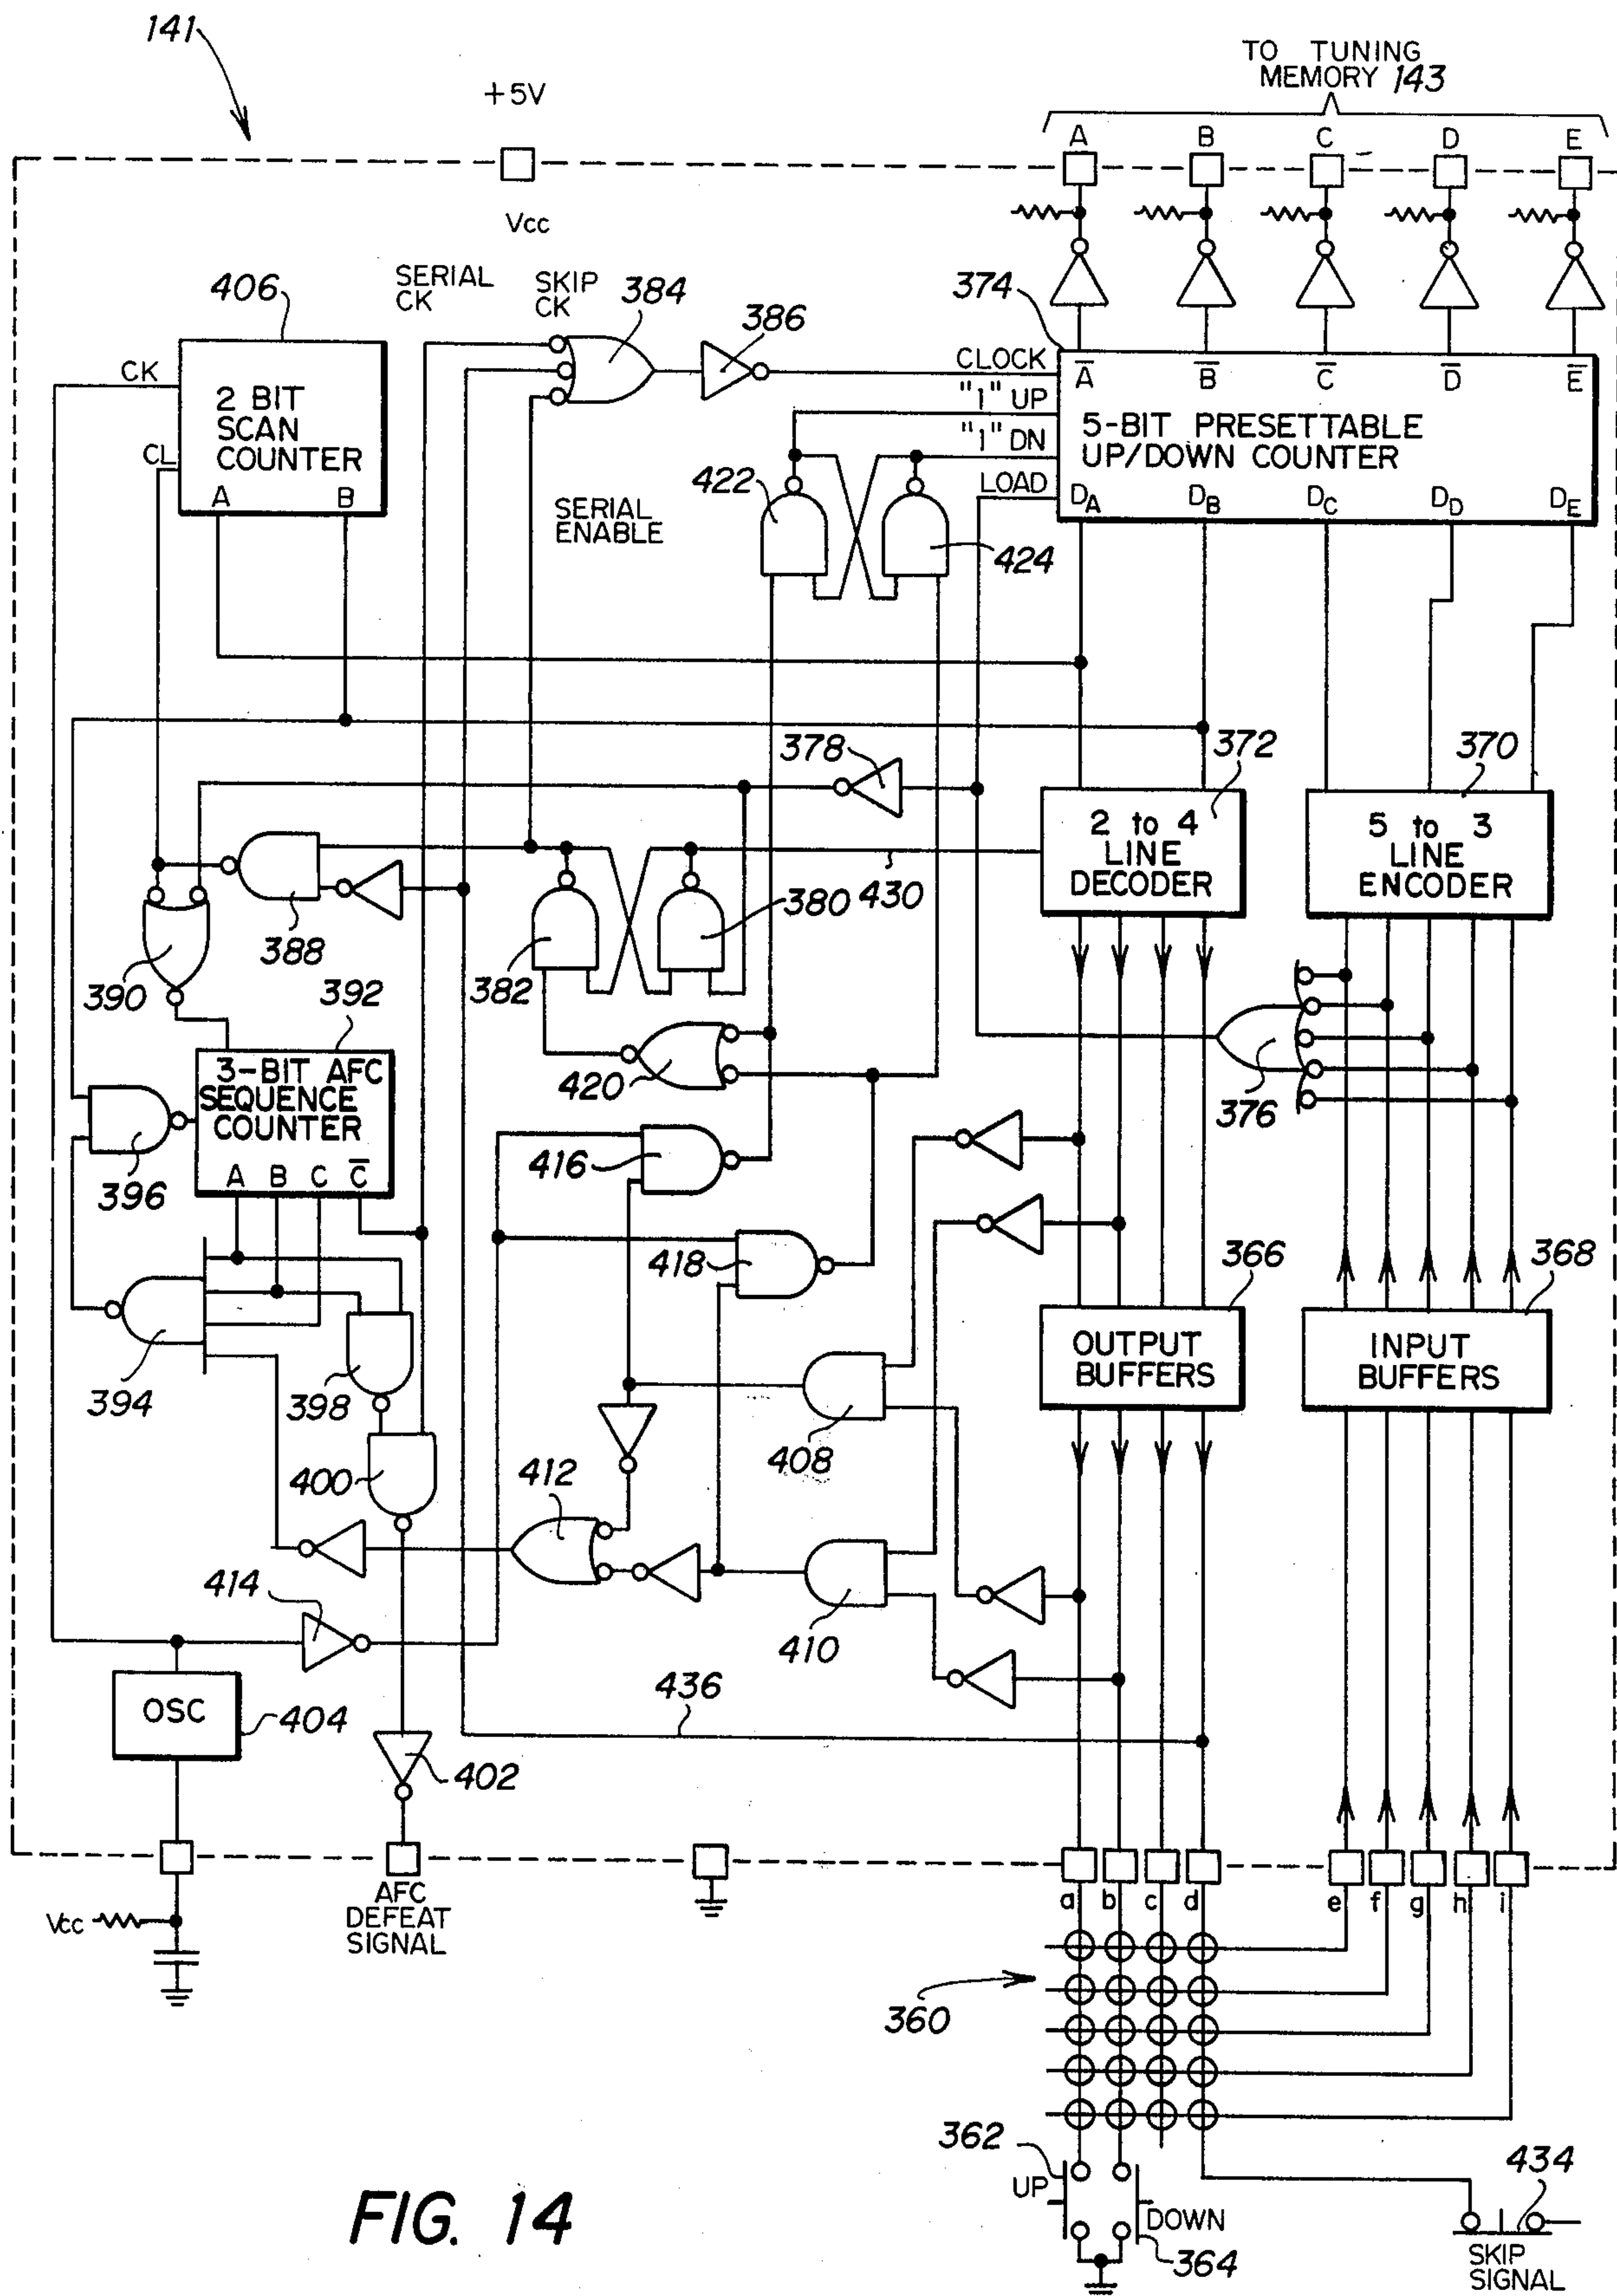 141
TO TUNING
MEMORY 143
+5V
A B C D E
Vcc
SERIAL
CK
SKIP
CK
384
386
374
406
CK
2 BIT
SCAN
COUNTER
CL
A B
CLOCK
"1" UP
"1" DN
LOAD
A̅ B̅ C̅ D̅ E̅
5-BIT PRESETTABLE
UP/DOWN COUNTER
DA DB DC DD DE
422
424
SERIAL
ENABLE
378
372
370
2 to 4
LINE
DECODER
5 to 3
LINE
ENCODER
388
390
382
380
430
392
3-BIT AFC
SEQUENCE
COUNTER
A B C C̅
396
420
376
416
418
366
368
OUTPUT
BUFFERS
INPUT
BUFFERS
394
398
408
400
412
414
410
OSC
404
436
402
AFC
DEFEAT
SIGNAL
Vcc
a b c d e f g h i
360
362
UP
DOWN
364
434
SKIP
SIGNAL
FIG. 14